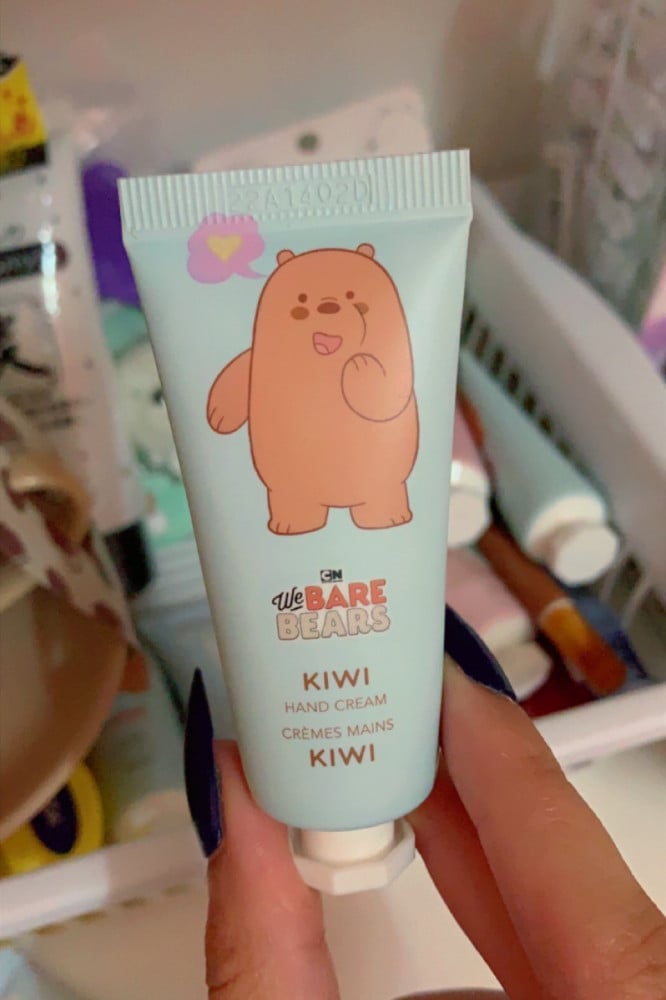 22A1402D
CN
We BARE
BEARS
KIWI
HAND CREAM
CRÈMES MAINS
KIWI